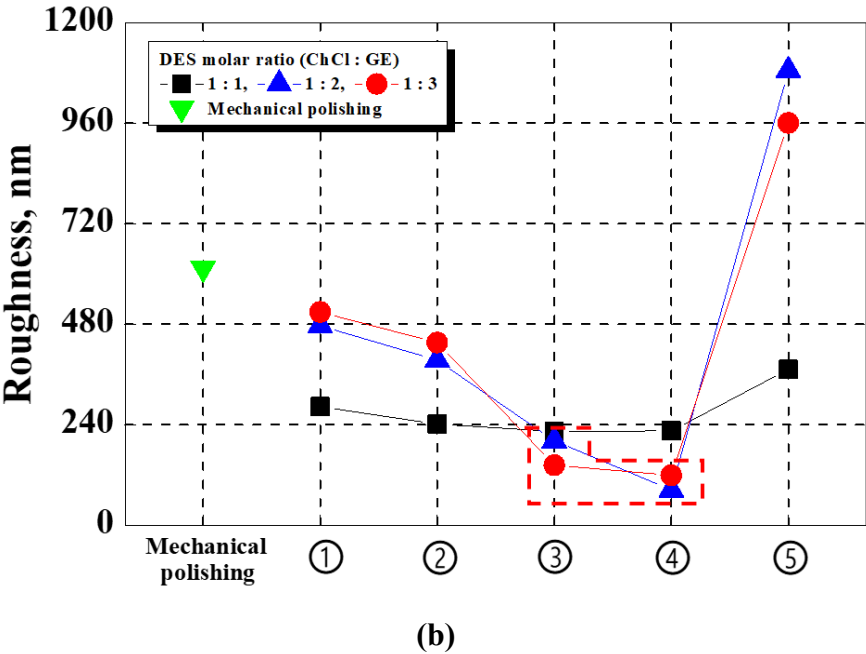 1200
960
720
480
240
0
Roughness, nm
DES molar ratio (ChCl : GE)
1 : 1, 1 : 2, 1 : 3
Mechanical polishing
Mechanical
polishing
① ② ③ ④ ⑤
(b)